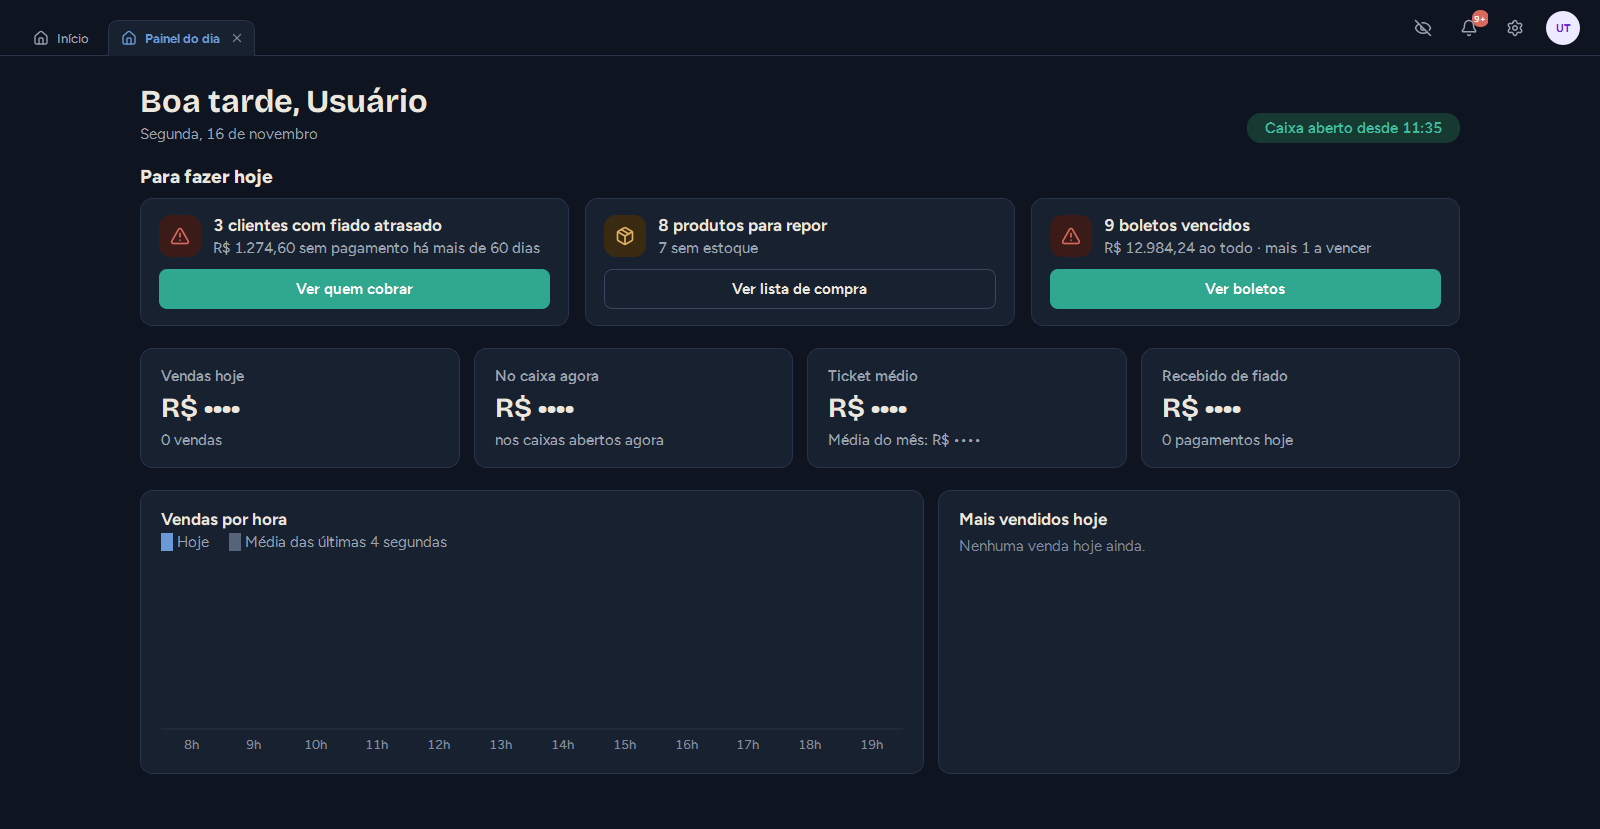 Início
Painel do dia
9+
UT
Boa tarde, Usuário
Segunda, 16 de novembro
Caixa aberto desde 11:35
Para fazer hoje
3 clientes com fiado atrasado
R$ 1.274,60 sem pagamento há mais de 60 dias
Ver quem cobrar
8 produtos para repor
7 sem estoque
Ver lista de compra
9 boletos vencidos
R$ 12.984,24 ao todo · mais 1 a vencer
Ver boletos
Vendas hoje
R$ ••••
0 vendas
No caixa agora
R$ ••••
nos caixas abertos agora
Ticket médio
R$ ••••
Média do mês: R$ ••••
Recebido de fiado
R$ ••••
0 pagamentos hoje
Vendas por hora
Hoje
Média das últimas 4 segundas
8h 9h 10h 11h 12h 13h 14h 15h 16h 17h 18h 19h
Mais vendidos hoje
Nenhuma venda hoje ainda.